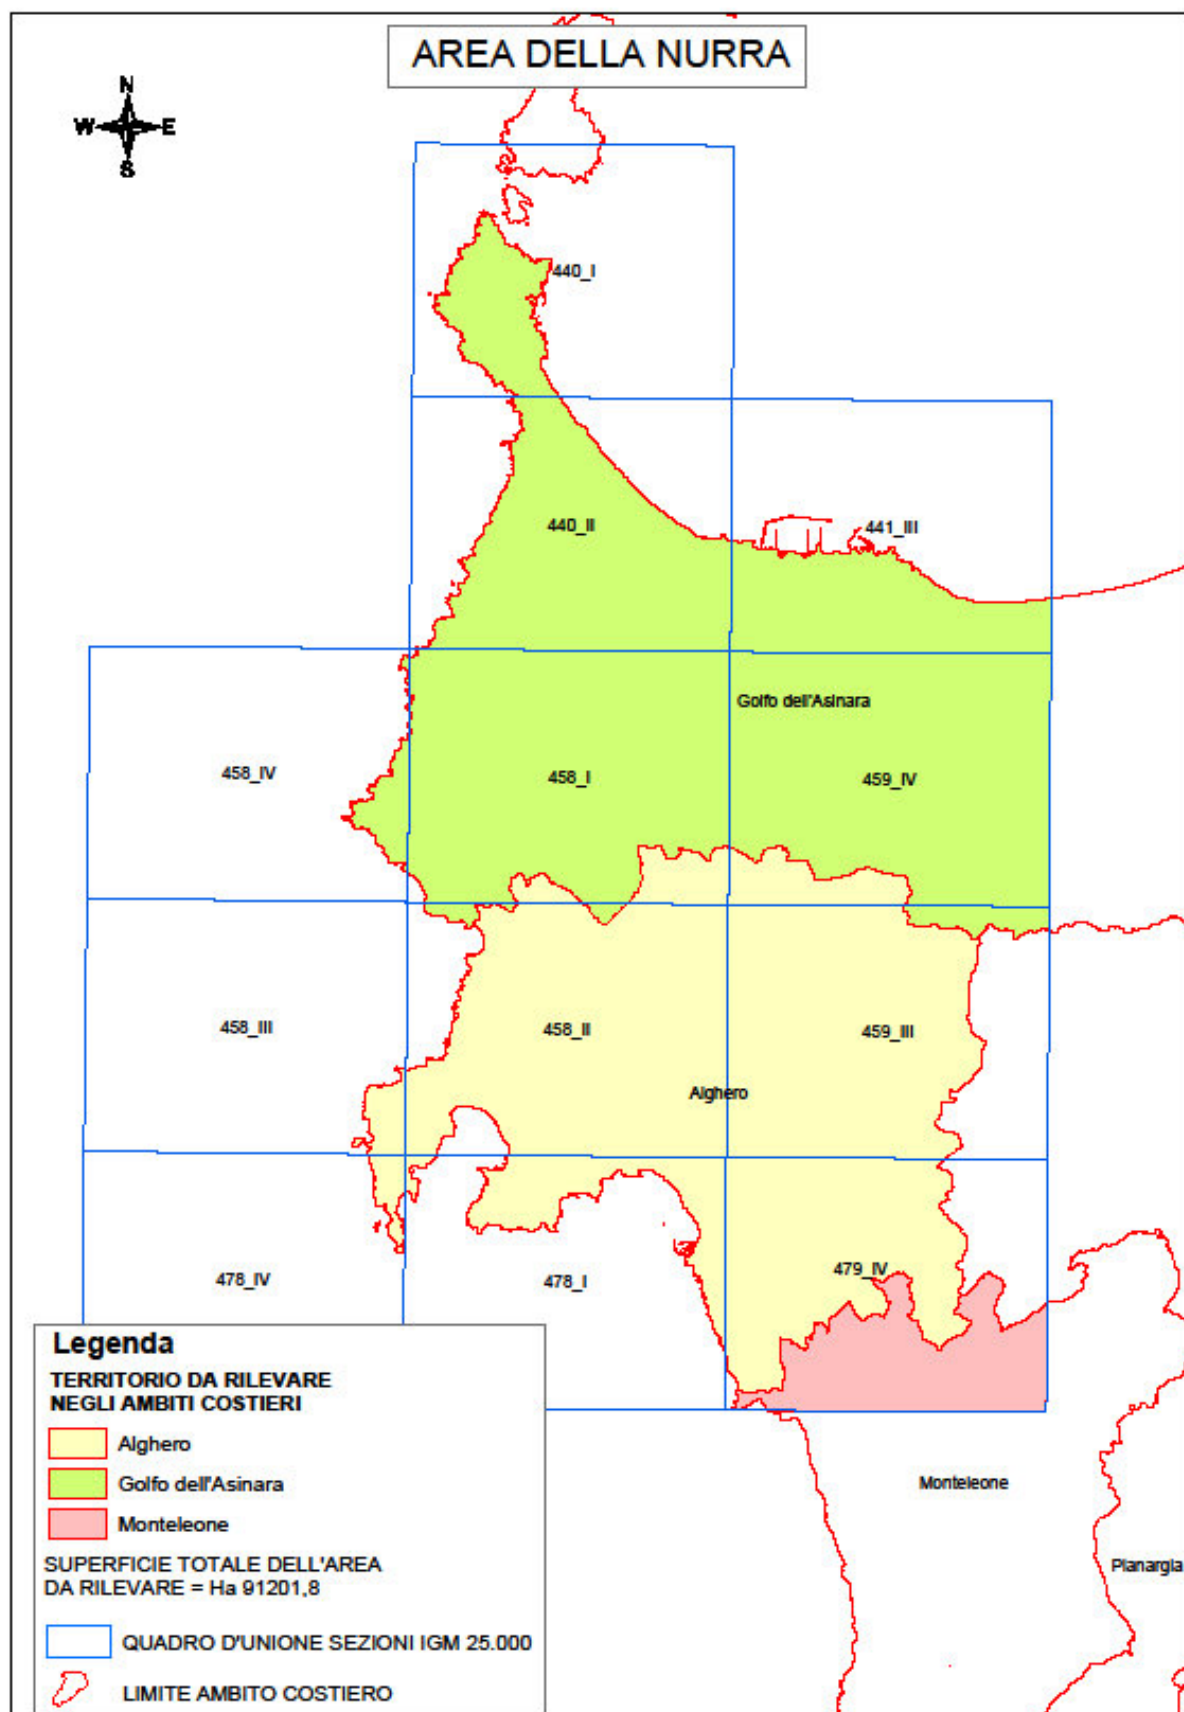 AREA DELLA NURRA
N
W E
S
440_I
440_II
441_III
Golfo dell'Asinara
458_IV
458_I
459_IV
458_III
458_II
459_III
Alghero
478_IV
478_I
479_IV
Legenda
TERRITORIO DA RILEVARE
NEGLI AMBITI COSTIERI
Alghero
Golfo dell'Asinara
Monteleone
SUPERFICIE TOTALE DELL'AREA
DA RILEVARE = Ha 91201,8
QUADRO D'UNIONE SEZIONI IGM 25.000
LIMITE AMBITO COSTIERO
Monteleone
Planargia